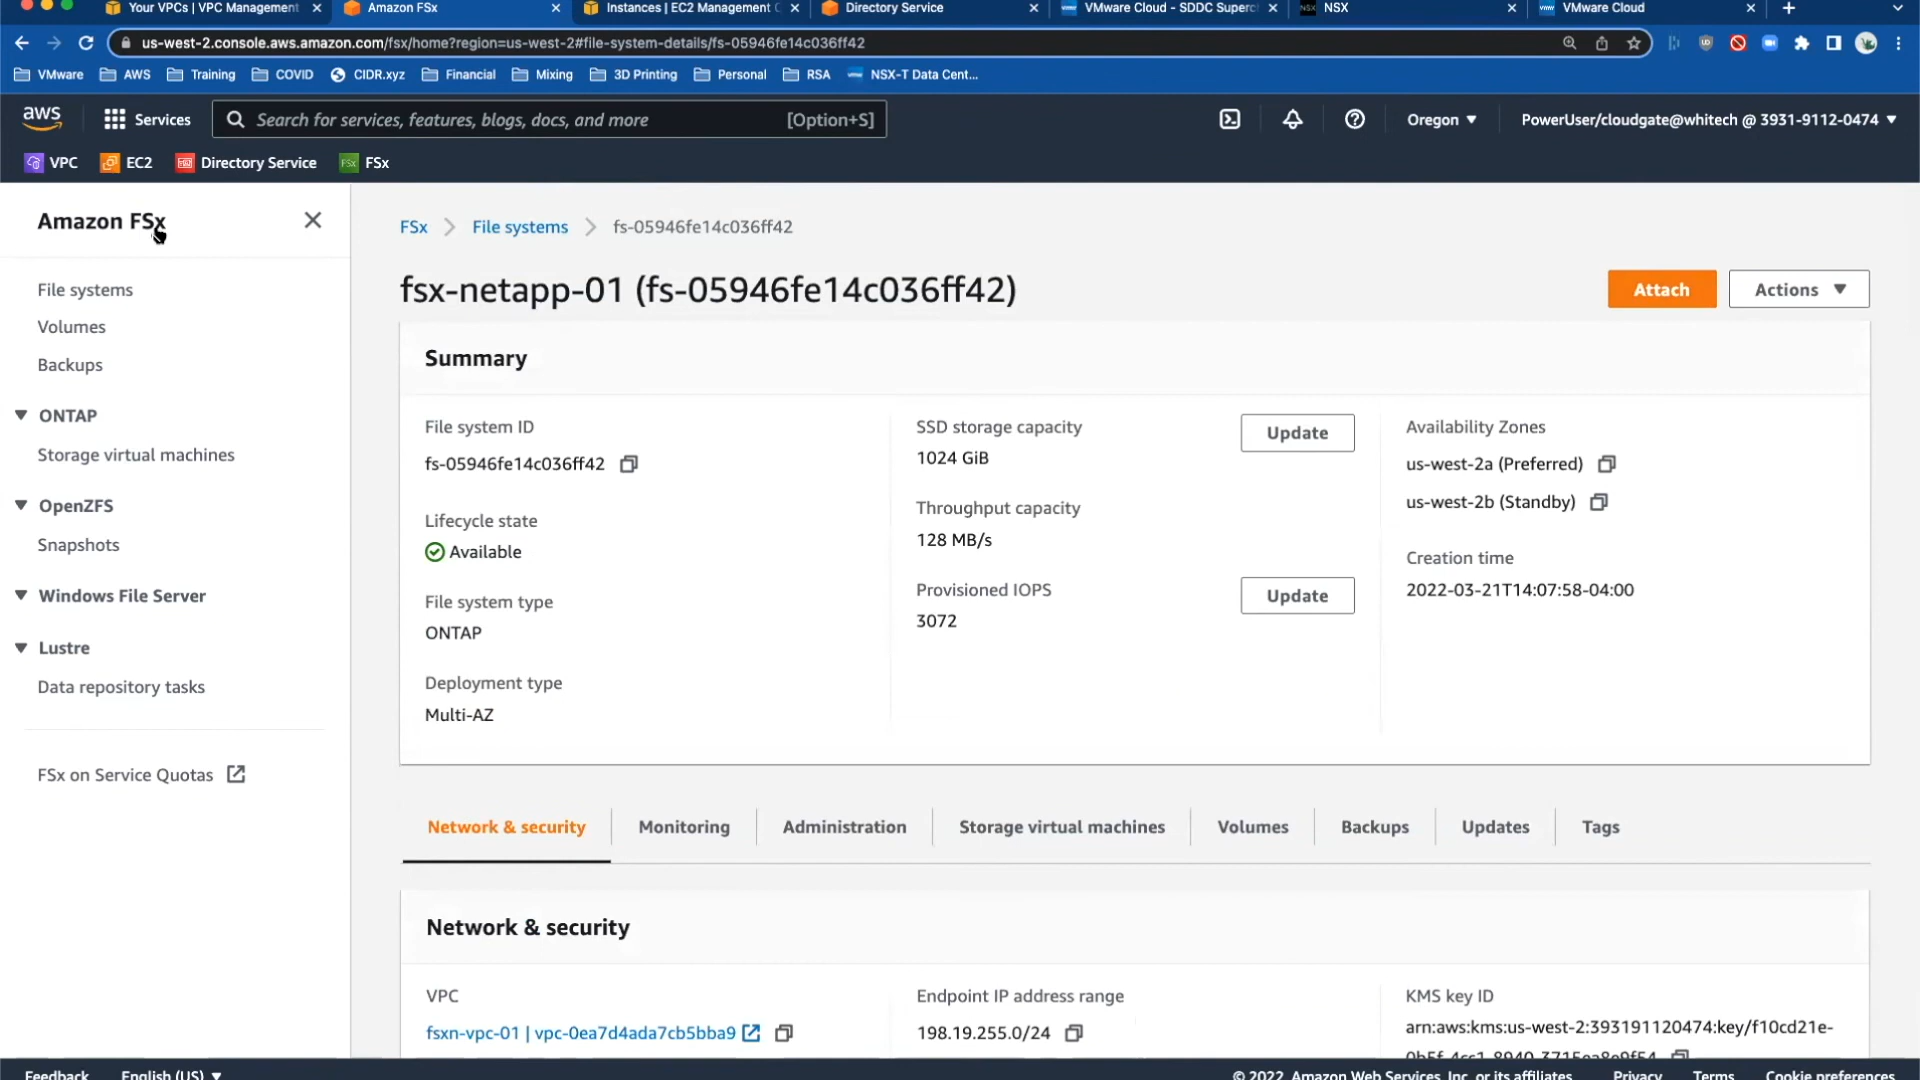 Your VPCs | VPC Management
Amazon FSx
Instances | EC2 Management C
Directory Service
VMware Cloud - SDDC Superc
NSX
VMware Cloud
us-west-2.console.aws.amazon.com/fsx/home?region=us-west-2#file-system-details/fs-05946fe14c036ff42
VMware
AWS
Training
COVID
CIDR.xyz
Financial
Mixing
3D Printing
Personal
RSA
NSX-T Data Cent...
aws
Services
Search for services, features, blogs, docs, and more
[Option+S]
Oregon
PowerUser/cloudgate@whitech @ 3931-9112-0474
VPC
EC2
Directory Service
FSx
Amazon FSx
File systems
Volumes
Backups
ONTAP
Storage virtual machines
OpenZFS
Snapshots
Windows File Server
Lustre
Data repository tasks
FSx on Service Quotas
FSx
File systems
fs-05946fe14c036ff42
fsx-netapp-01 (fs-05946fe14c036ff42)
Attach
Actions
Summary
File system ID
fs-05946fe14c036ff42
Lifecycle state
Available
File system type
ONTAP
Deployment type
Multi-AZ
SSD storage capacity
1024 GiB
Update
Throughput capacity
128 MB/s
Provisioned IOPS
3072
Update
Availability Zones
us-west-2a (Preferred)
us-west-2b (Standby)
Creation time
2022-03-21T14:07:58-04:00
Network & security
Monitoring
Administration
Storage virtual machines
Volumes
Backups
Updates
Tags
Network & security
VPC
fsxn-vpc-01 | vpc-0ea7d4ada7cb5bba9
Endpoint IP address range
198.19.255.0/24
KMS key ID
arn:aws:kms:us-west-2:393191120474:key/f10cd21e-
Feedback
English (US)
© 2022, Amazon Web Services, Inc. or its affiliates.
Privacy
Terms
Cookie preferences